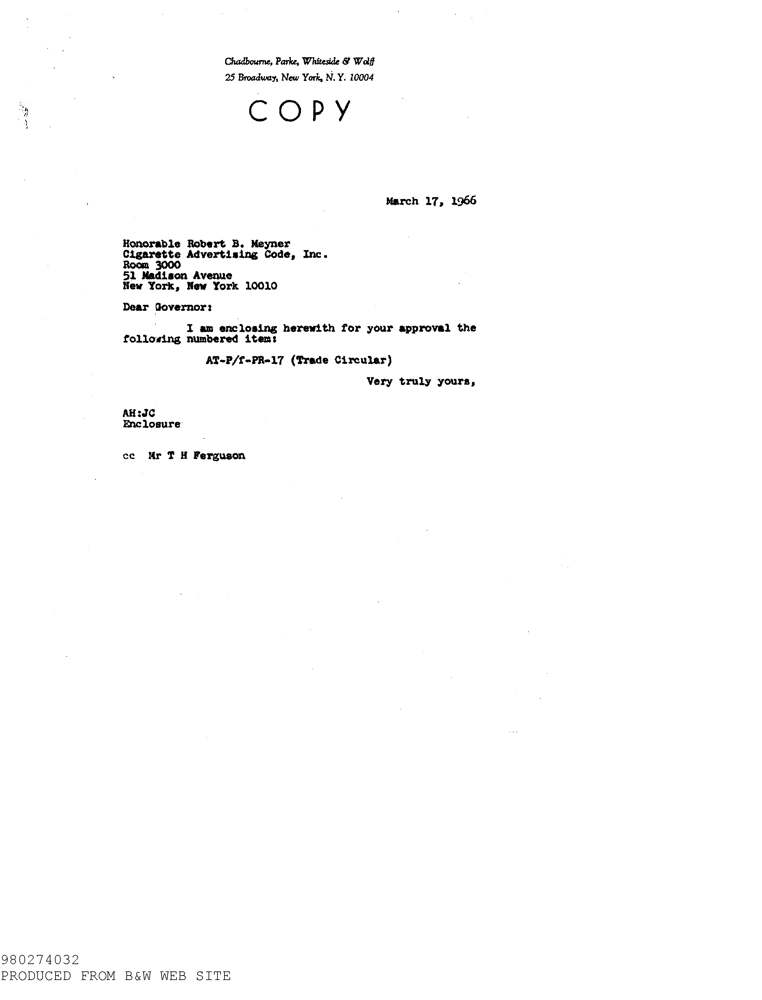 Chadbourne, Parke, Whiteside & Wolff
25 Broadway, New York, N. Y. 10004
COPY
March 17, 1966
Honorable Robert B. Meyner
Cigarette Advertising Code, Inc.
Room 3000
51 Madison Avenue
New York, New York 10010
Dear Governor:
I am enclosing herewith for your approval the
following numbered item:
AT-P/f-PR-17 (Trade Circular)
Very truly yours,
AH:JC
Enclosure
cc Mr T H Ferguson
980274032
PRODUCED FROM B&W WEB SITE